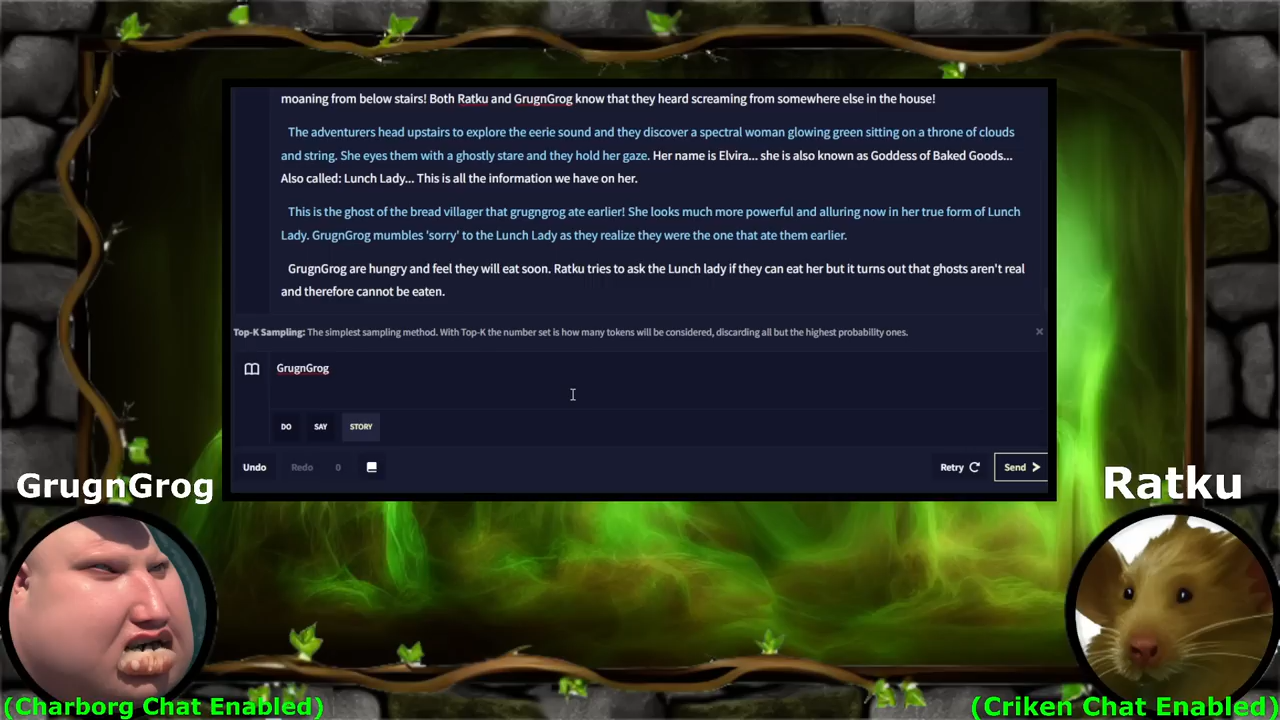 moaning from below stairs! Both Ratku and GrugnGrog know that they heard screaming from somewhere else in the house!
The adventurers head upstairs to explore the eerie sound and they discover a spectral woman glowing green sitting on a throne of clouds
and string. She eyes them with a ghostly stare and they hold her gaze. Her name is Elvira... she is also known as Goddess of Baked Goods...
Also called: Lunch Lady... This is all the information we have on her.
This is the ghost of the bread villager that grugngrog ate earlier! She looks much more powerful and alluring now in her true form of Lunch
Lady. GrugnGrog mumbles 'sorry' to the Lunch Lady as they realize they were the one that ate them earlier.
GrugnGrog are hungry and feel they will eat soon. Ratku tries to ask the Lunch lady if they can eat her but it turns out that ghosts aren't real
and therefore cannot be eaten.
Top-K Sampling: The simplest sampling method. With Top-K the number set is how many tokens will be considered, discarding all but the highest probability ones.
GrugnGrog
DO SAY STORY
Undo Redo 0 Retry Send
GrugnGrog
Ratku
(Charborg Chat Enabled)
(Criken Chat Enabled)